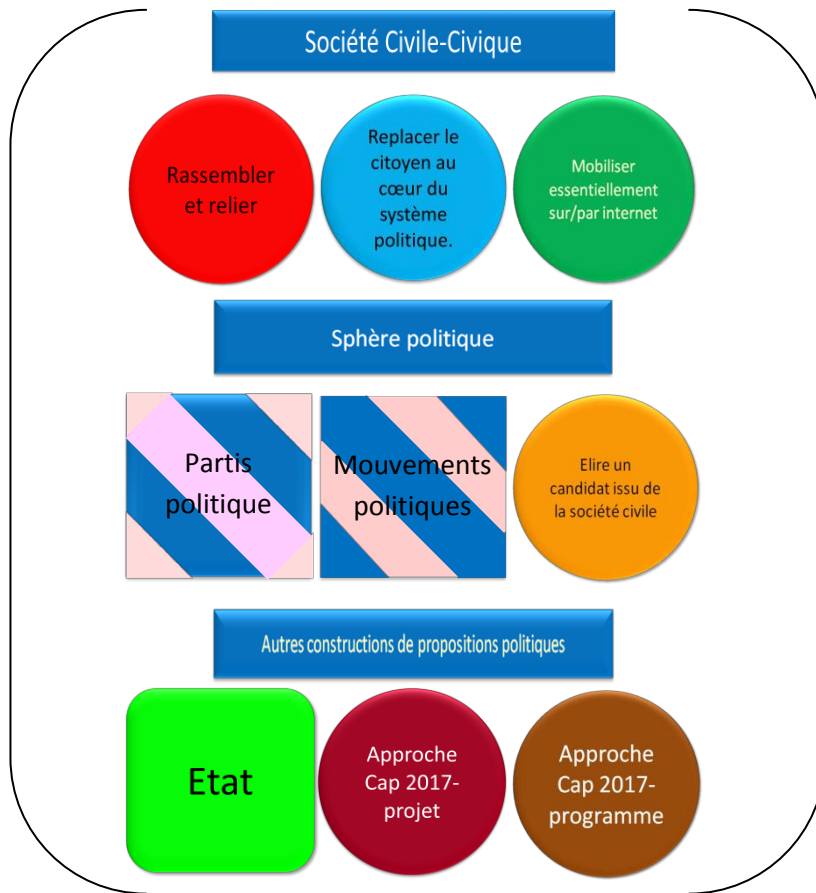 Société Civile-Civique
Rassembler
et relier
Replacer le
citoyen au
cœur du
système
politique.
Mobiliser
essentiellement
sur/par internet
Sphère politique
Partis
politique
Mouvements
politiques
Elire un
candidat issu de
la société civile
Autres constructions de propositions politiques
Etat
Approche
Cap 2017-
projet
Approche
Cap 2017-
programme